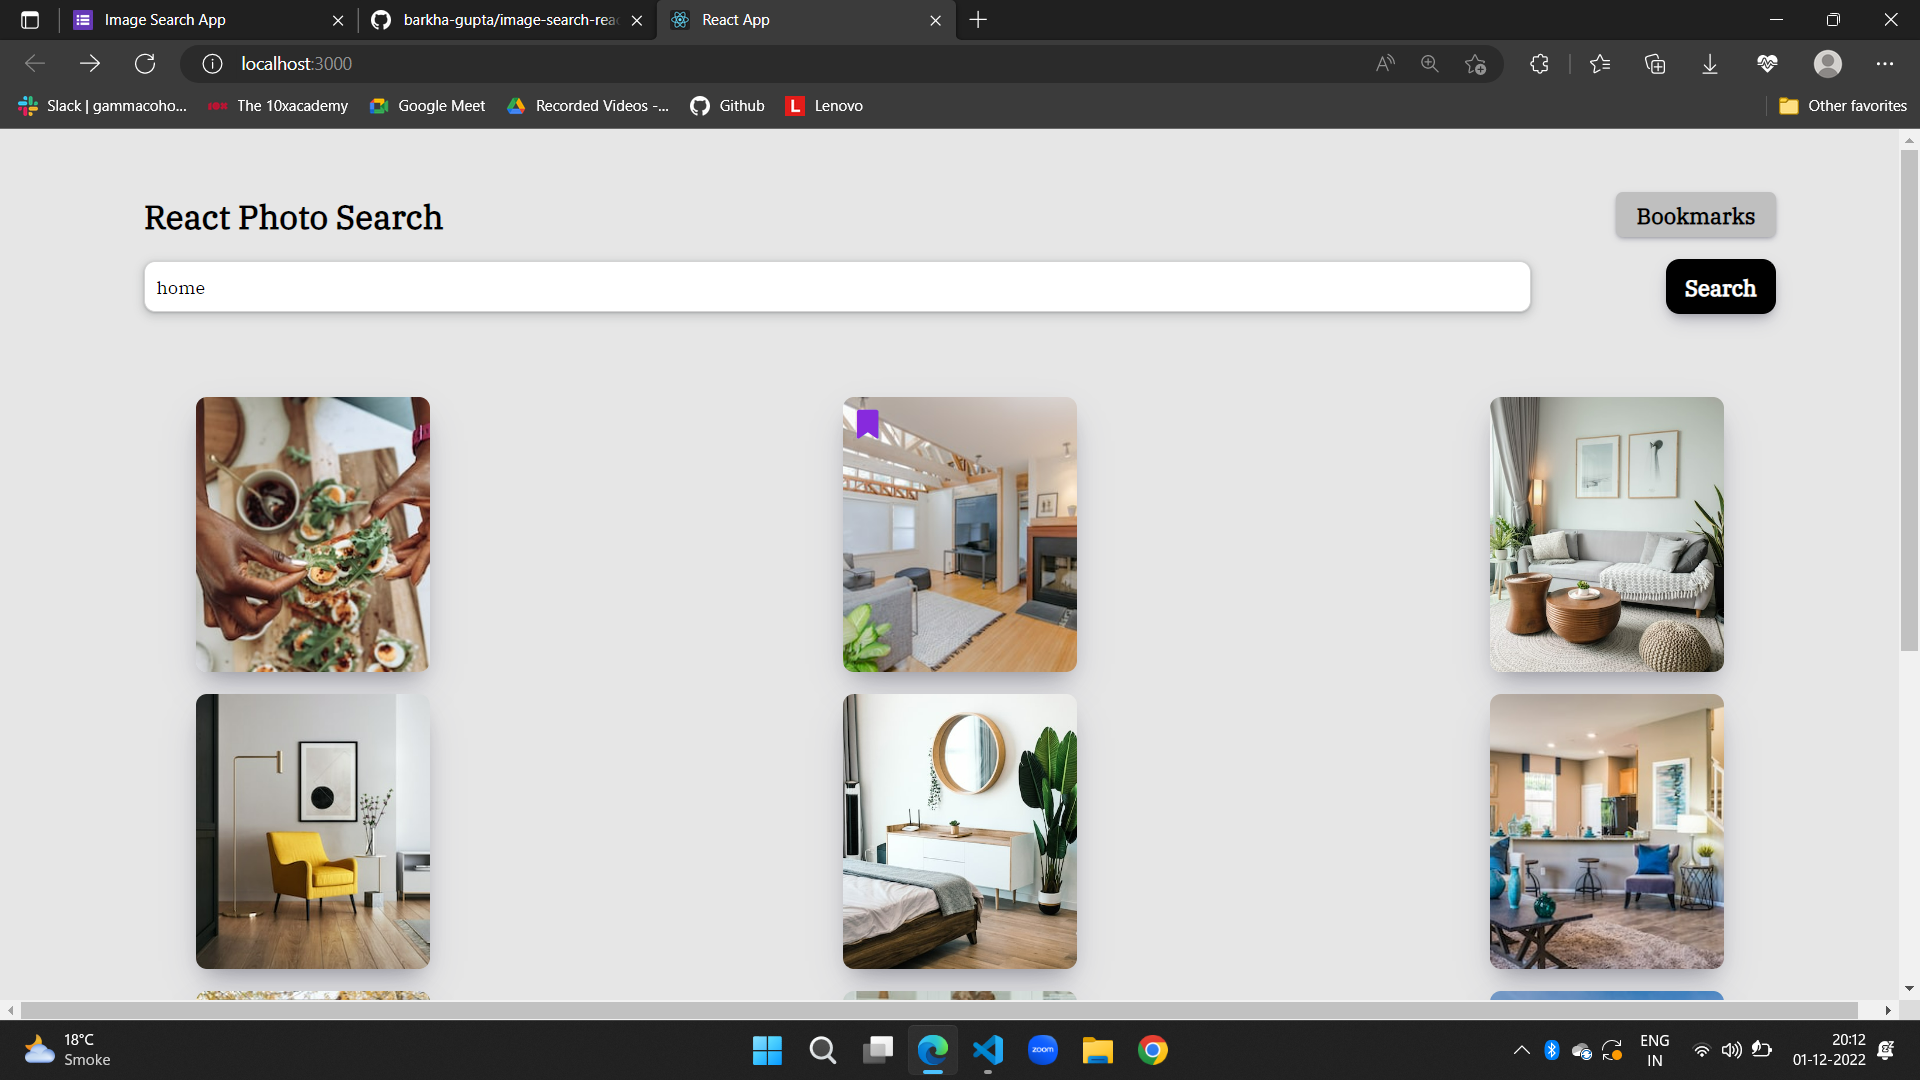 Image Search App
barkha-gupta/image-search-rea
React App
localhost:3000
Slack | gammacoho...
The 10xacademy
Google Meet
Recorded Videos -...
Github
L Lenovo
Other favorites
React Photo Search
Bookmarks
home
Search
18°C
Smoke
zoom
ENG
IN
20:12
01-12-2022